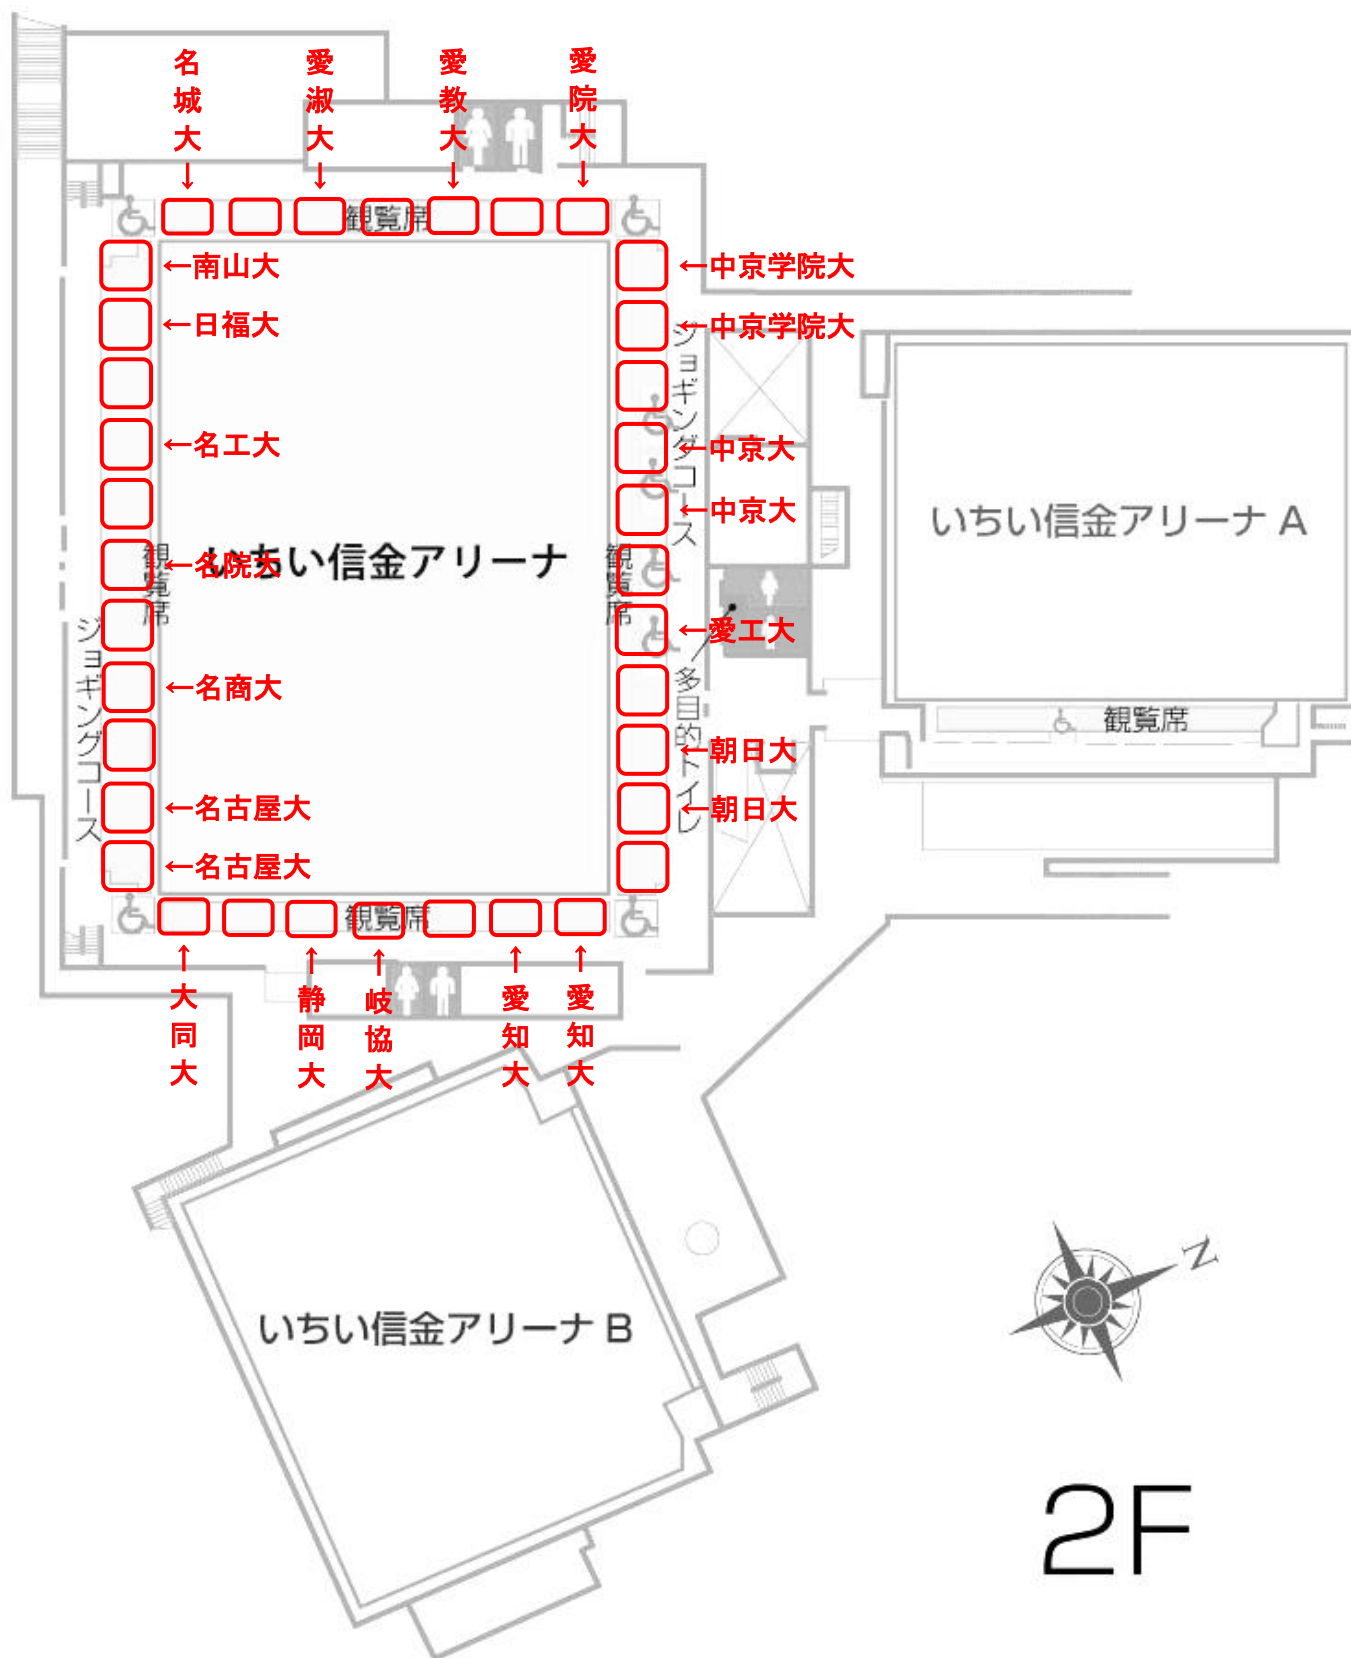 名城大
愛淑大
愛教大
愛院大
観覧席
←南山大
←中京学院大
←日福大
←中京学院大
ジョギングコース
←名工大
←中京大
←中京大
いちい信金アリーナ A
観覧席
←名院大
いちい信金アリーナ
観覧席
←愛工大
ジョギングコース
多目的トイレ
←名商大
観覧席
←朝日大
←名古屋大
←朝日大
←名古屋大
観覧席
大同大
静岡大
岐協大
愛知大
愛知大
N
いちい信金アリーナ B
2F